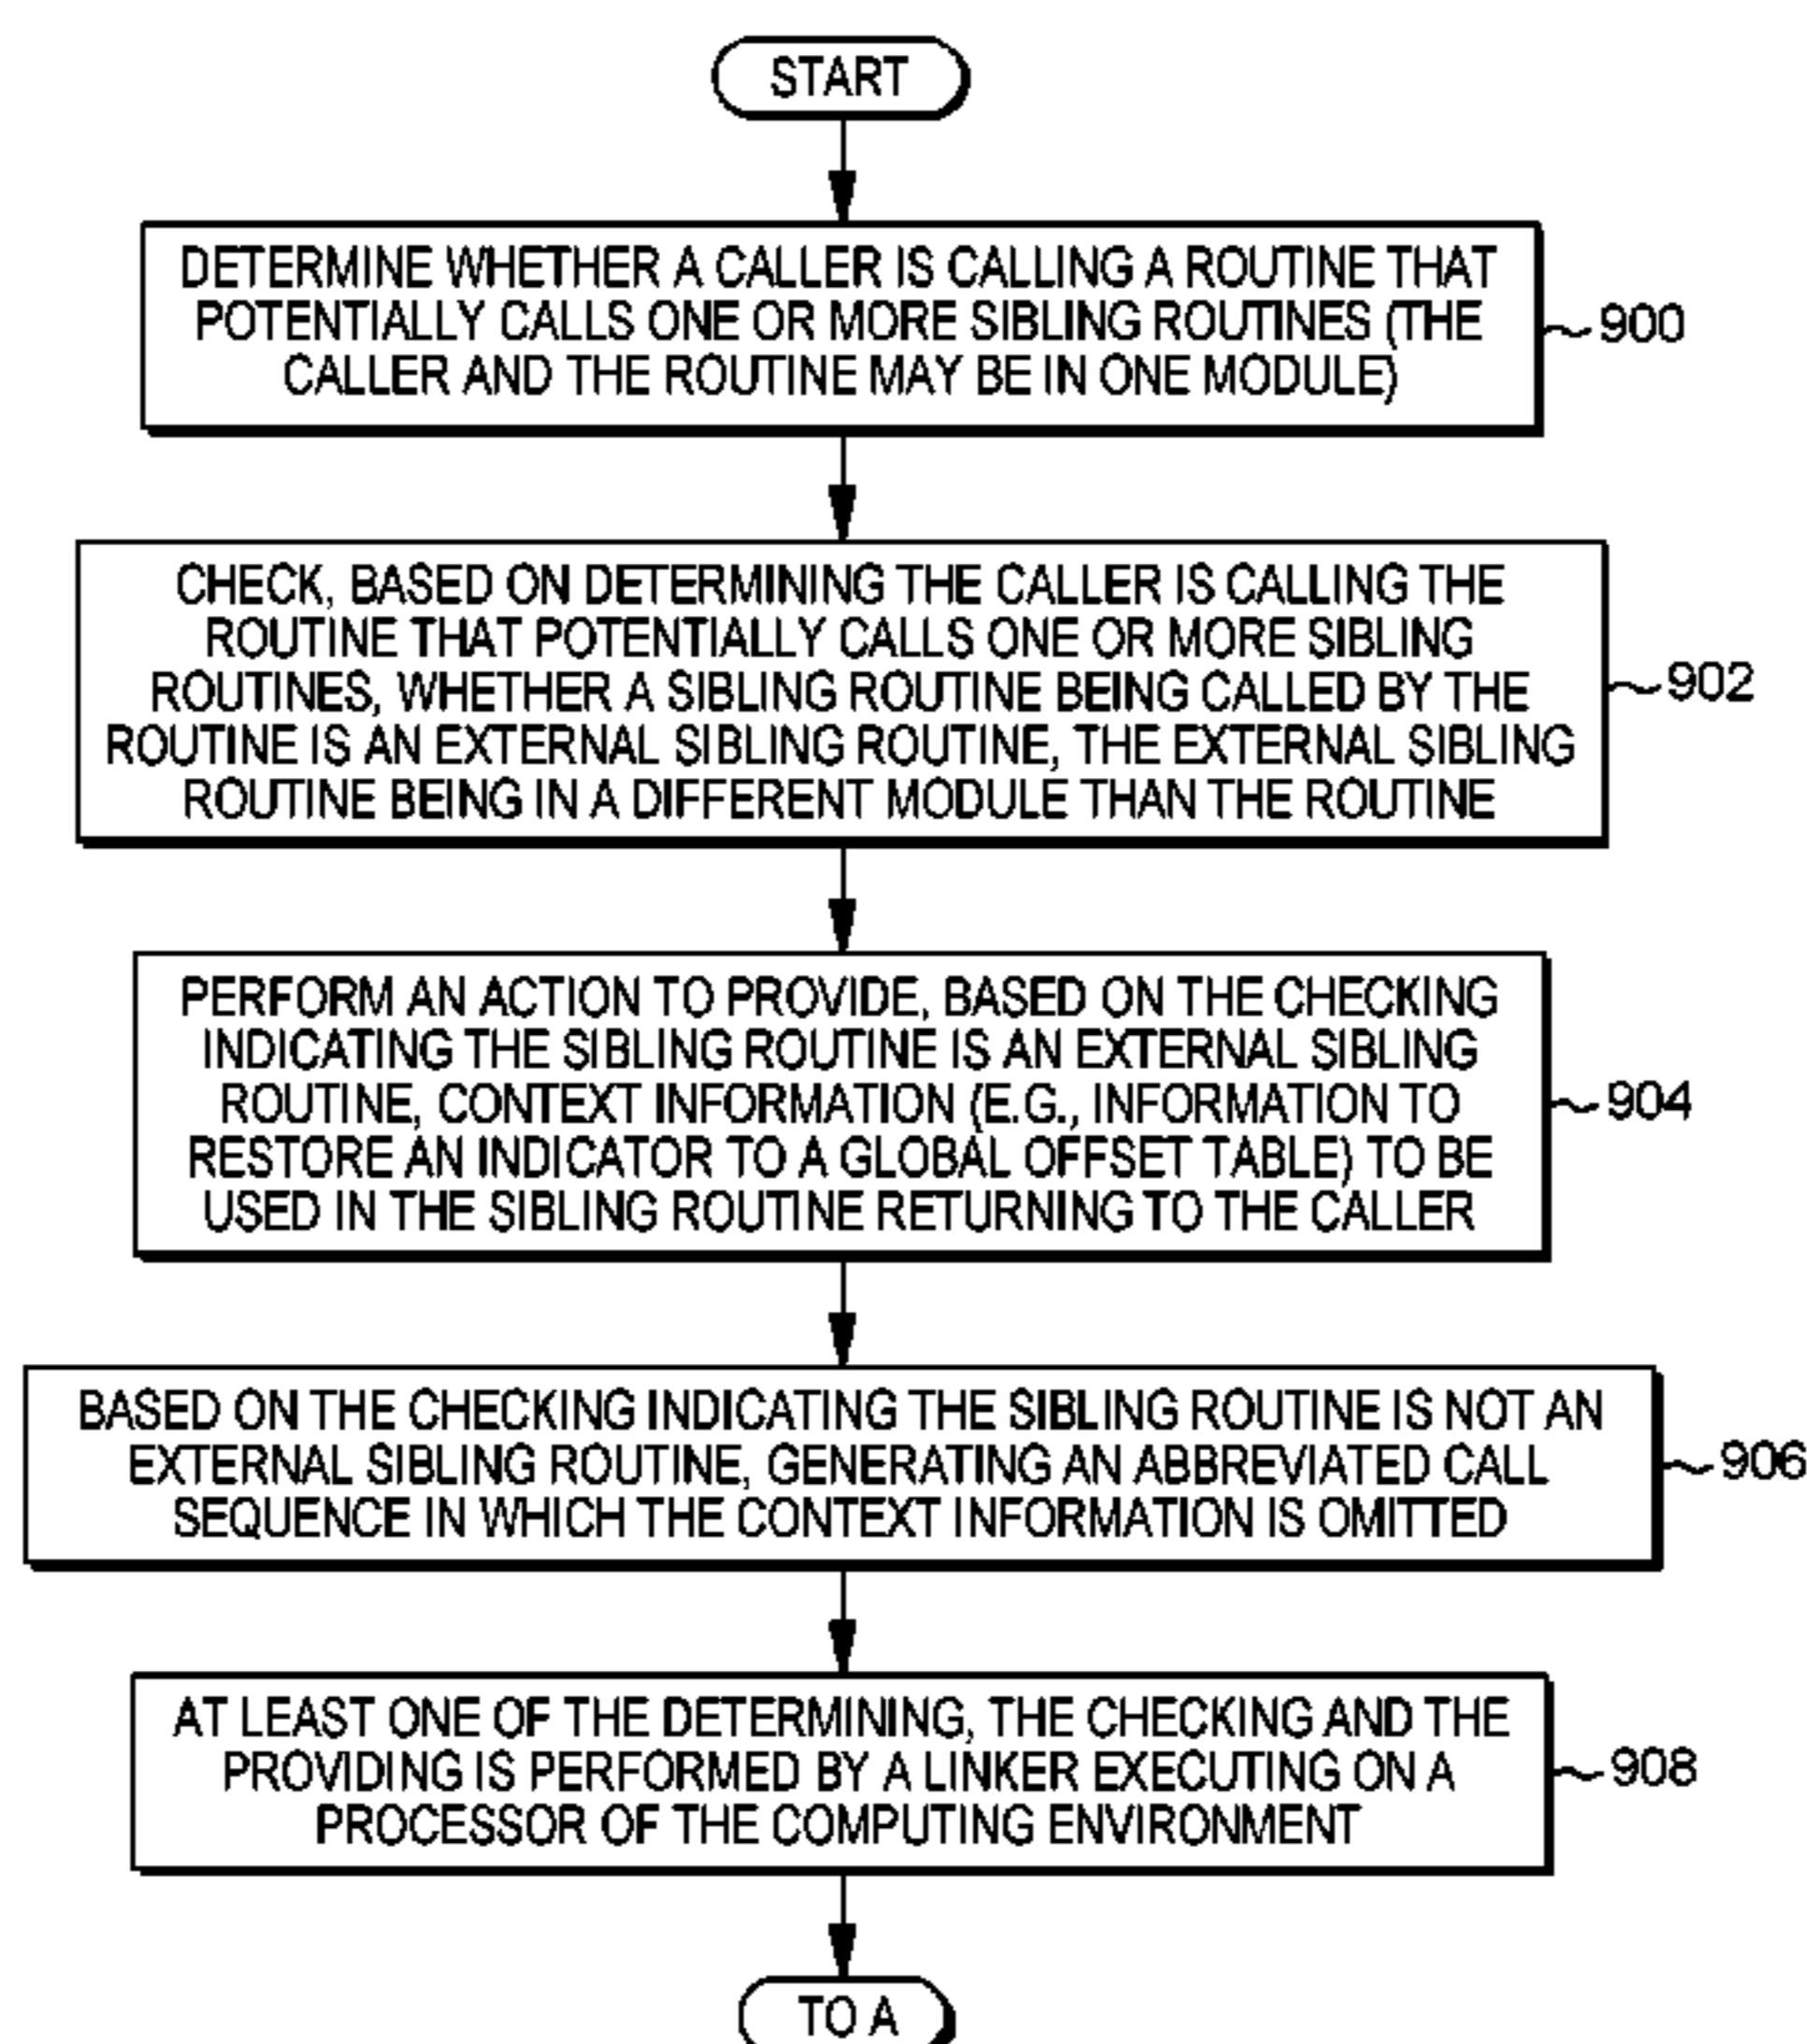 START
DETERMINE WHETHER A CALLER IS CALLING A ROUTINE THAT
POTENTIALLY CALLS ONE OR MORE SIBLING ROUTINES (THE
CALLER AND THE ROUTINE MAY BE IN ONE MODULE)
900
CHECK, BASED ON DETERMINING THE CALLER IS CALLING THE
ROUTINE THAT POTENTIALLY CALLS ONE OR MORE SIBLING
ROUTINES, WHETHER A SIBLING ROUTINE BEING CALLED BY THE
ROUTINE IS AN EXTERNAL SIBLING ROUTINE, THE EXTERNAL SIBLING
ROUTINE BEING IN A DIFFERENT MODULE THAN THE ROUTINE
902
PERFORM AN ACTION TO PROVIDE, BASED ON THE CHECKING
INDICATING THE SIBLING ROUTINE IS AN EXTERNAL SIBLING
ROUTINE, CONTEXT INFORMATION (E.G., INFORMATION TO
RESTORE AN INDICATOR TO A GLOBAL OFFSET TABLE) TO BE
USED IN THE SIBLING ROUTINE RETURNING TO THE CALLER
904
BASED ON THE CHECKING INDICATING THE SIBLING ROUTINE IS NOT AN
EXTERNAL SIBLING ROUTINE, GENERATING AN ABBREVIATED CALL
SEQUENCE IN WHICH THE CONTEXT INFORMATION IS OMITTED
906
AT LEAST ONE OF THE DETERMINING, THE CHECKING AND THE
PROVIDING IS PERFORMED BY A LINKER EXECUTING ON A
PROCESSOR OF THE COMPUTING ENVIRONMENT
908
TO A